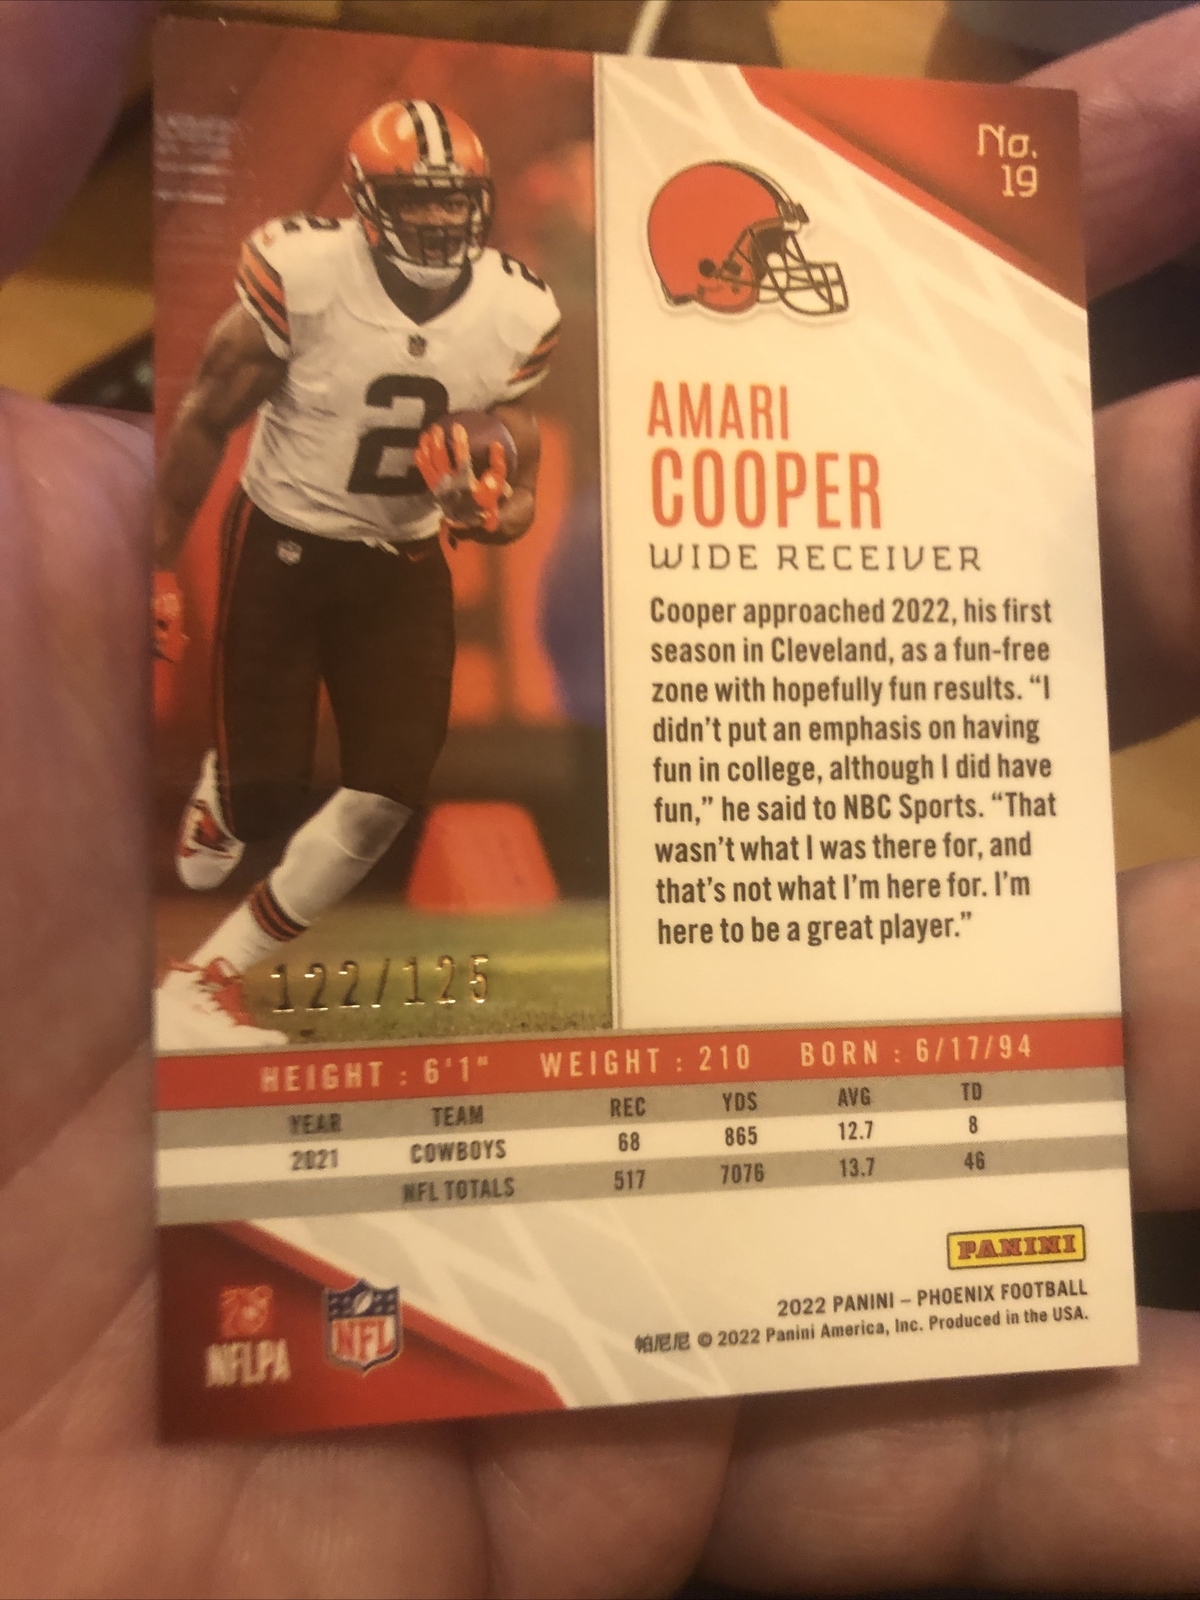 No.
19
2
2
2
AMARI
COOPER
WIDE RECEIVER
Cooper approached 2022, his first
season in Cleveland, as a fun-free
zone with hopefully fun results. “I
didn’t put an emphasis on having
fun in college, although I did have
fun,” he said to NBC Sports. “That
wasn’t what I was there for, and
that’s not what I’m here for. I’m
here to be a great player.”
122/125
HEIGHT : 6'1" WEIGHT : 210 BORN : 6/17/94
YEAR TEAM REC YDS AVG TD
2021 COWBOYS 68 865 12.7 8
NFL TOTALS 517 7076 13.7 46
PANINI
2022 PANINI – PHOENIX FOOTBALL
帕尼尼 © 2022 Panini America, Inc. Produced in the USA.
NFLPA
NFL